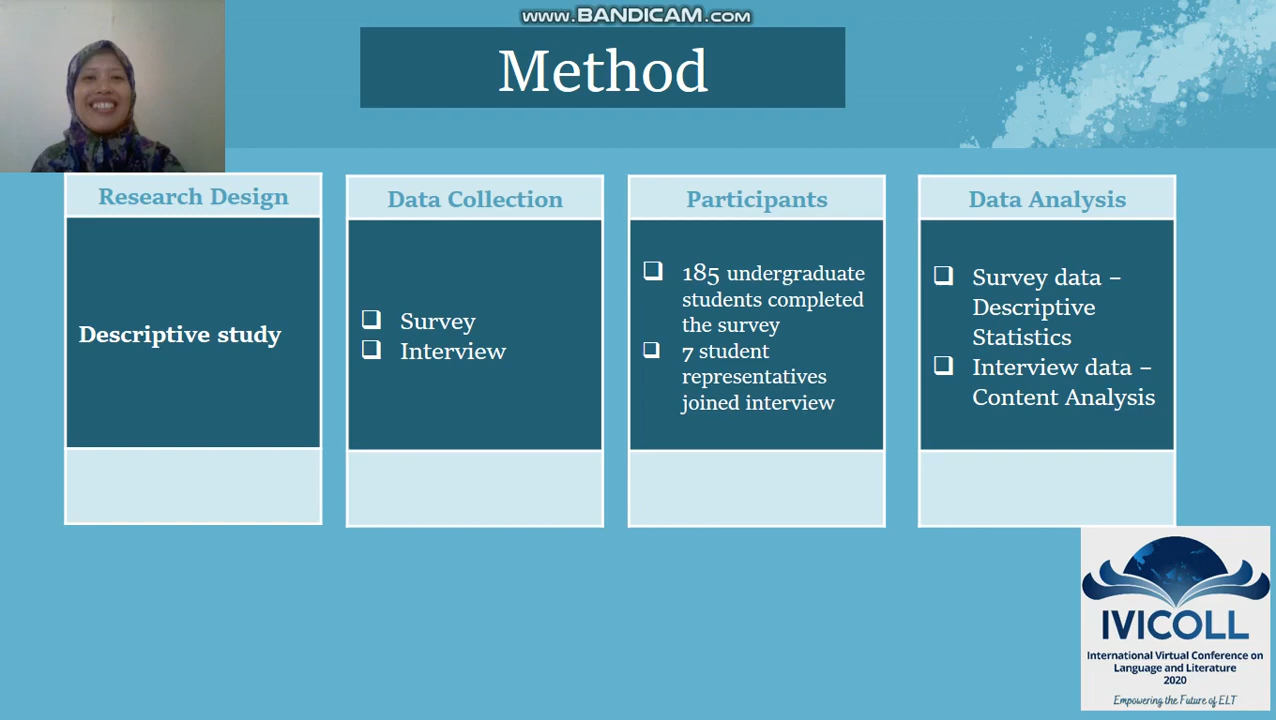 www.BANDICAM.com
Method
Research Design
Descriptive study
Data Collection
❑ Survey
❑ Interview
Participants
❑ 185 undergraduate
students completed
the survey
❑ 7 student
representatives
joined interview
Data Analysis
❑ Survey data –
Descriptive
Statistics
❑ Interview data –
Content Analysis
IVICOLL
International Virtual Conference on
Language and Literature
2020
Empowering the Future of ELT